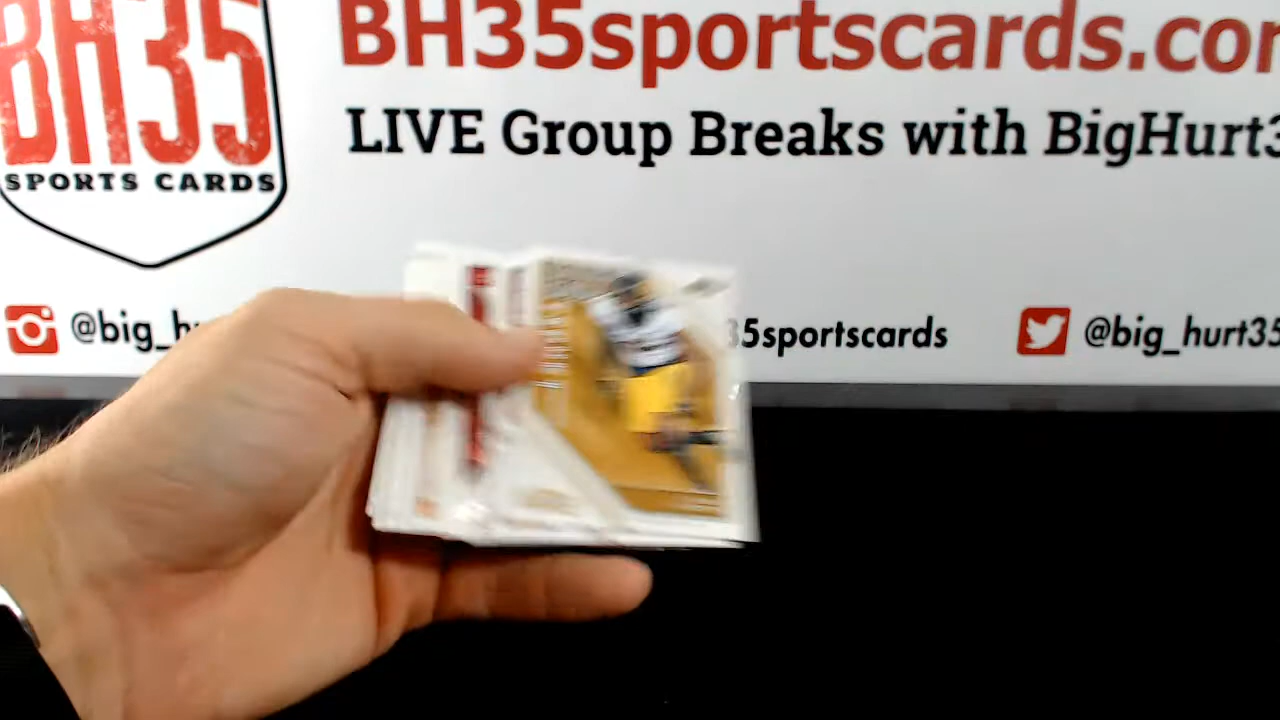 BH35
SPORTS CARDS
BH35sportscards.co
LIVE Group Breaks with BigHurt3
@big_h
35sportscards
@big_hurt35